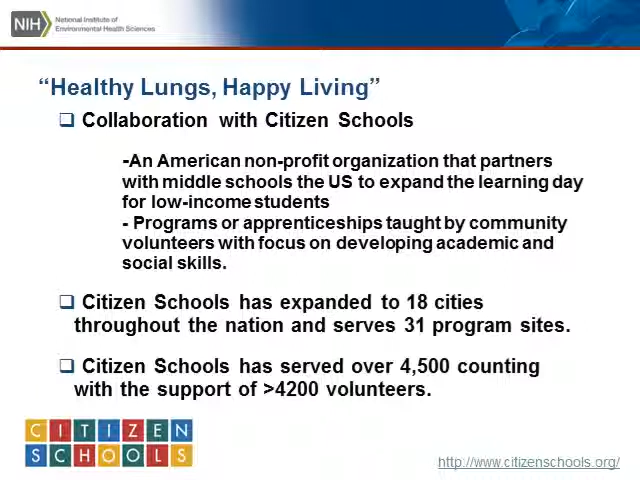 NIH
National Institute of
Environmental Health Sciences
“Healthy Lungs, Happy Living”
Collaboration with Citizen Schools
-An American non-profit organization that partners
with middle schools the US to expand the learning day
for low-income students
- Programs or apprenticeships taught by community
volunteers with focus on developing academic and
social skills.
Citizen Schools has expanded to 18 cities
throughout the nation and serves 31 program sites.
Citizen Schools has served over 4,500 counting
with the support of >4200 volunteers.
CITIZEN
SCHOOLS
http://www.citizenschools.org/